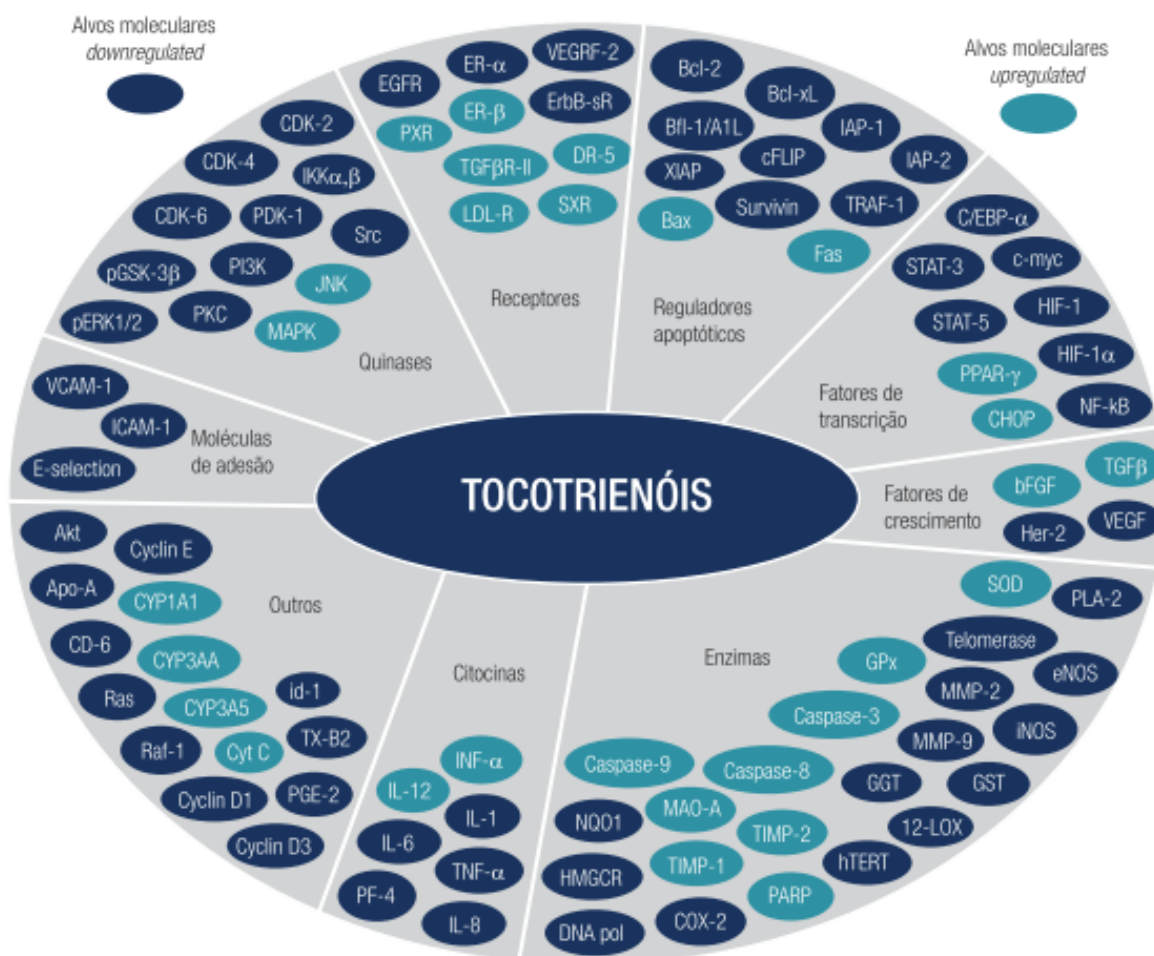 Alvos moleculares
downregulated
Alvos moleculares
upregulated
EGFR
ER-α
VEGRF-2
PXR
ER-β
ErbB-sR
TGFβR-II
DR-5
LDL-R
SXR
Receptores
Bcl-2
Bcl-xL
Bfl-1/A1L
IAP-1
XIAP
cFLIP
IAP-2
Bax
Survivin
TRAF-1
Fas
Reguladores
apoptóticos
C/EBP-α
STAT-3
c-myc
STAT-5
HIF-1
HIF-1α
PPAR-γ
NF-kB
CHOP
Fatores de
transcrição
TGFβ
bFGF
VEGF
Her-2
Fatores de
crescimento
CDK-2
CDK-4
IKKα,β
CDK-6
PDK-1
Src
pGSK-3β
PI3K
JNK
pERK1/2
PKC
MAPK
Quinases
VCAM-1
ICAM-1
E-selection
Moléculas
de adesão
TOCOTRIENÓIS
Akt
Cyclin E
Apo-A
CYP1A1
Outros
CD-6
CYP3AA
Ras
CYP3A5
id-1
Raf-1
Cyt C
TX-B2
Cyclin D1
PGE-2
Cyclin D3
Citocinas
INF-α
IL-12
IL-1
IL-6
TNF-α
PF-4
IL-8
Enzimas
SOD
PLA-2
Telomerase
GPx
eNOS
MMP-2
Caspase-3
iNOS
MMP-9
Caspase-9
Caspase-8
GGT
GST
MAO-A
NQO1
TIMP-2
12-LOX
HMGCR
TIMP-1
hTERT
PARP
DNA pol
COX-2